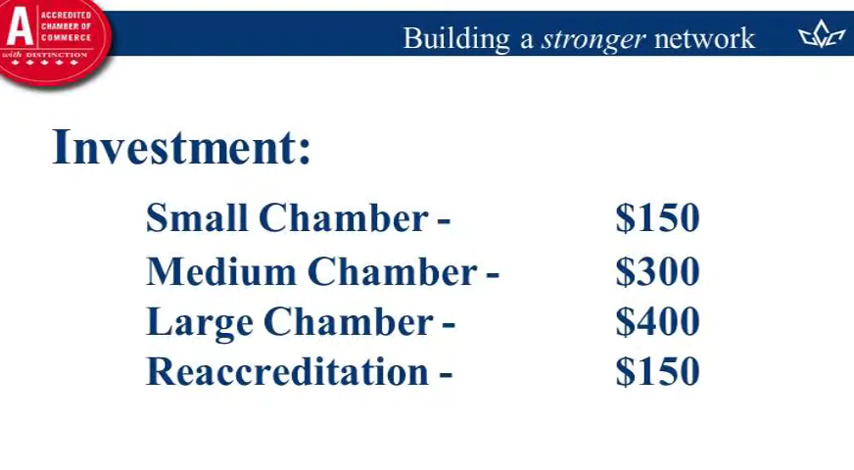 A
ACCREDITED
CHAMBER OF
COMMERCE
with DISTINCTION
Building a stronger network
Investment:
Small Chamber - $150
Medium Chamber - $300
Large Chamber - $400
Reaccreditation - $150